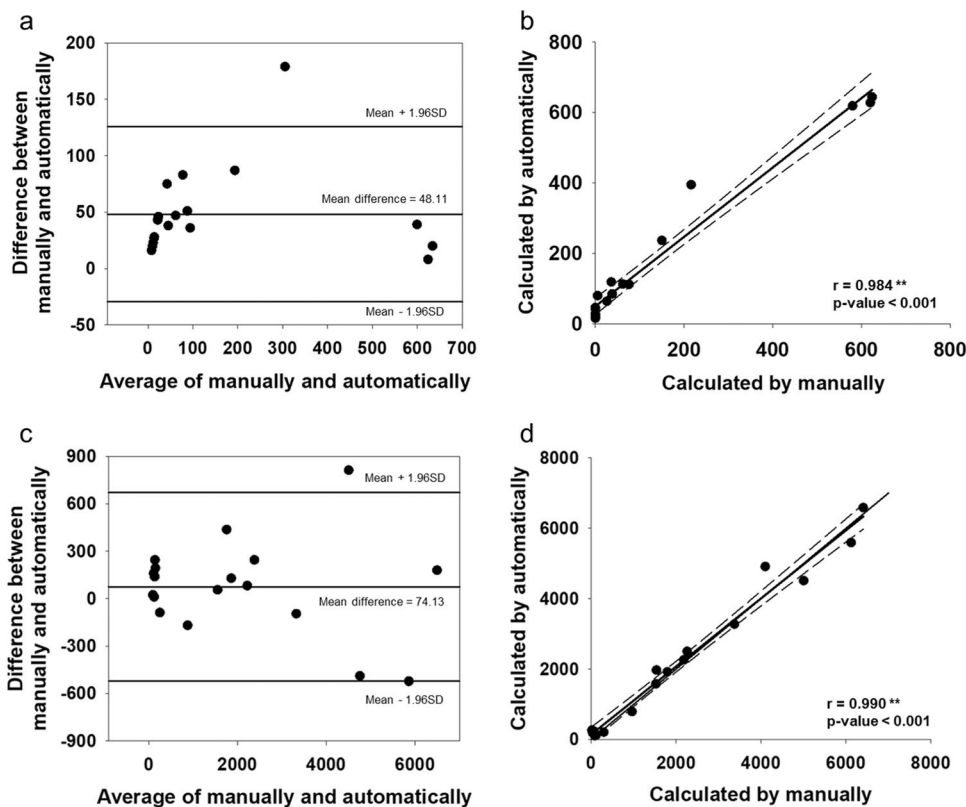 a
Difference between
manually and automatically
200
150
100
50
0
-50
Mean + 1.96SD
Mean difference = 48.11
Mean - 1.96SD
0 100 200 300 400 500 600 700
Average of manually and automatically
b
Calculated by automatically
800
600
400
200
0
r = 0.984 **
p-value < 0.001
0 200 400 600 800
Calculated by manually
c
Difference between
manually and automatically
900
600
300
0
-300
-600
-900
Mean + 1.96SD
Mean difference = 74.13
Mean - 1.96SD
0 2000 4000 6000
Average of manually and automatically
d
Calculated by automatically
8000
6000
4000
2000
0
r = 0.990 **
p-value < 0.001
0 2000 4000 6000 8000
Calculated by manually